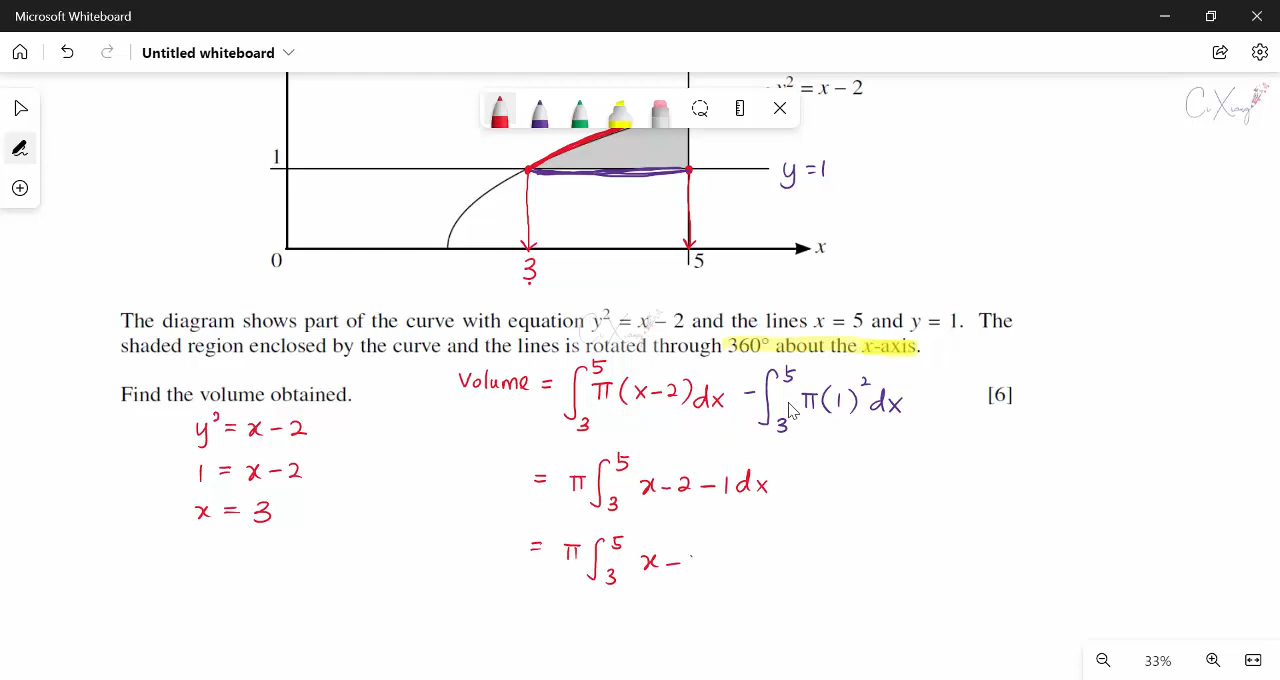 Microsoft Whiteboard
Untitled whiteboard
y² = x − 2
1
y = 1
0
3
5
x
The diagram shows part of the curve with equation y² = x − 2 and the lines x = 5 and y = 1. The
shaded region enclosed by the curve and the lines is rotated through 360° about the x-axis.
Find the volume obtained.
[6]
Volume = ∫₃⁵ π(x−2)dx − ∫₃⁵ π(1)² dx
y² = x − 2
1 = x − 2
x = 3
= π∫₃⁵ x − 2 − 1 dx
= π∫₃⁵ x −
33%